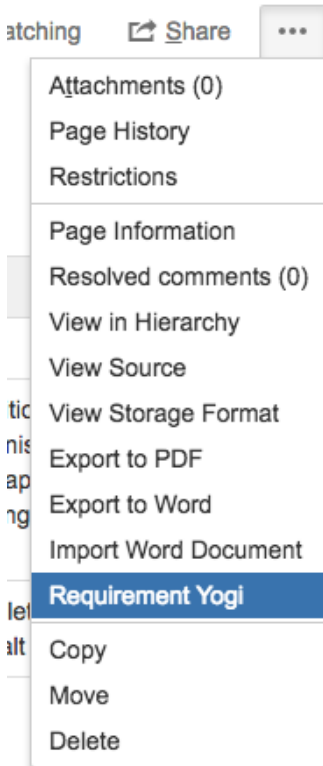 atching Share •••
Attachments (0)
Page History
Restrictions
Page Information
Resolved comments (0)
View in Hierarchy
View Source
View Storage Format
Export to PDF
Export to Word
Import Word Document
Requirement Yogi
Copy
Move
Delete